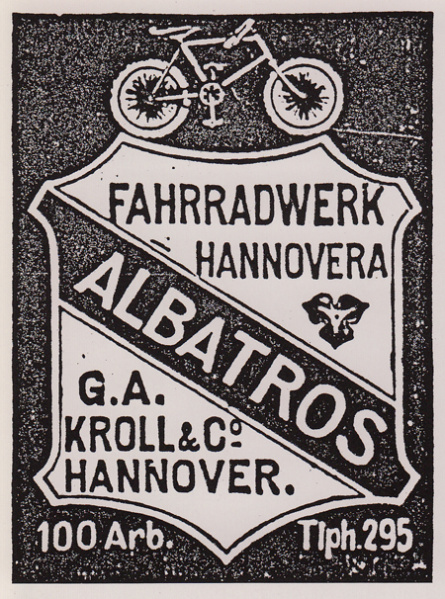 FAHRRADWERK
HANNOVERA
ALBATROS
G.A.
KROLL & Cº
HANNOVER.
100 Arb.
Tlph. 295